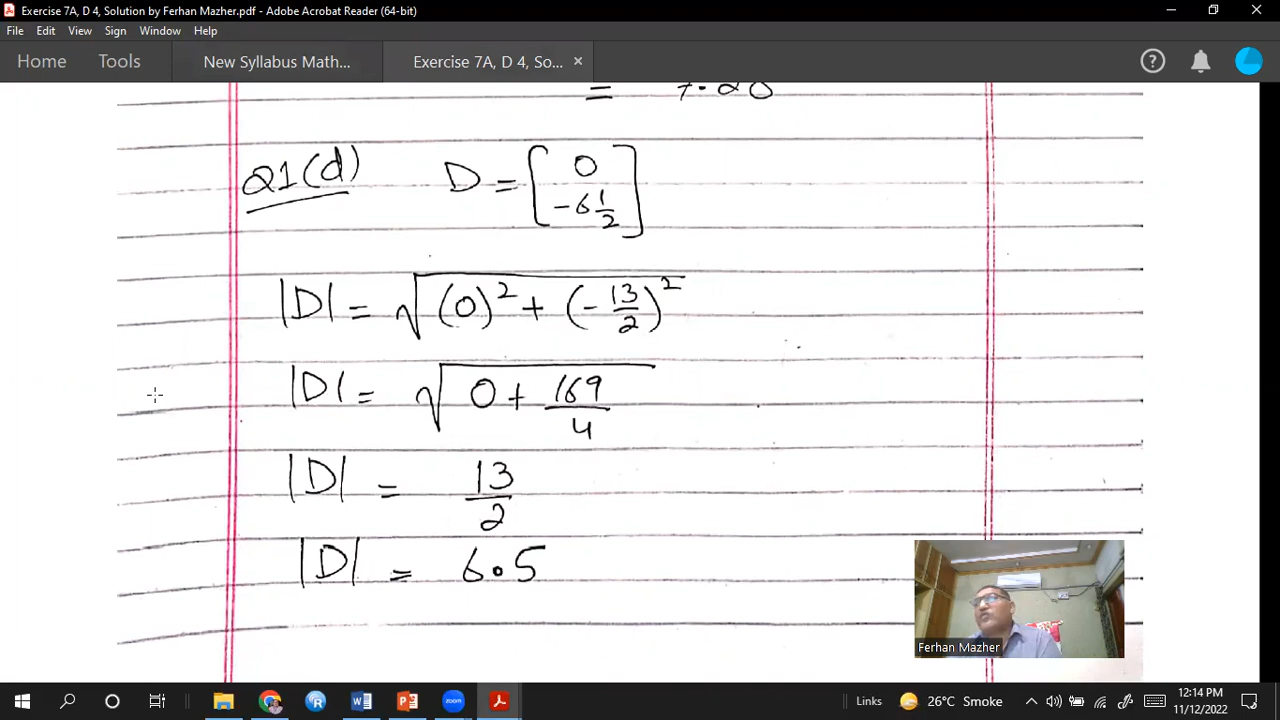 Exercise 7A, D 4, Solution by Ferhan Mazher.pdf - Adobe Acrobat Reader (64-bit)
File Edit View Sign Window Help
Home Tools New Syllabus Math... Exercise 7A, D 4, So... ×
=
Q1(d) D = [0
-6 1/2]
|D| = √(0)² + (-13/2)²
|D| = √0 + 169/4
|D| = 13/2
|D| = 6.5
Ferhan Mazher
Links 26°C Smoke 12:14 PM
11/12/2022